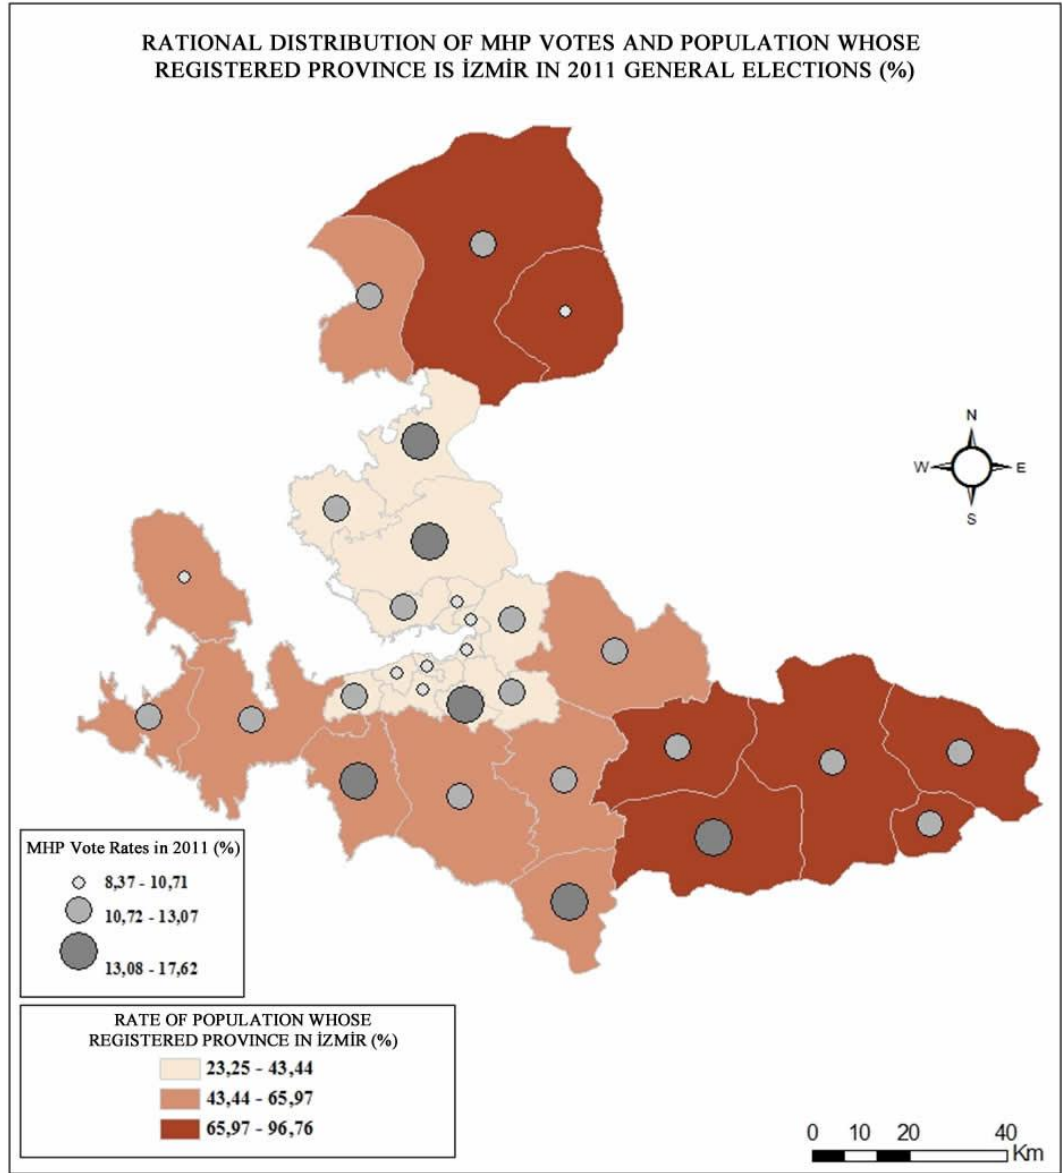 RATIONAL DISTRIBUTION OF MHP VOTES AND POPULATION WHOSE
REGISTERED PROVINCE IS İZMİR IN 2011 GENERAL ELECTIONS (%)
N
W
E
S
MHP Vote Rates in 2011 (%)
8,37 - 10,71
10,72 - 13,07
13,08 - 17,62
RATE OF POPULATION WHOSE
REGISTERED PROVINCE IN İZMİR (%)
23,25 - 43,44
43,44 - 65,97
65,97 - 96,76
0 10 20 40
Km